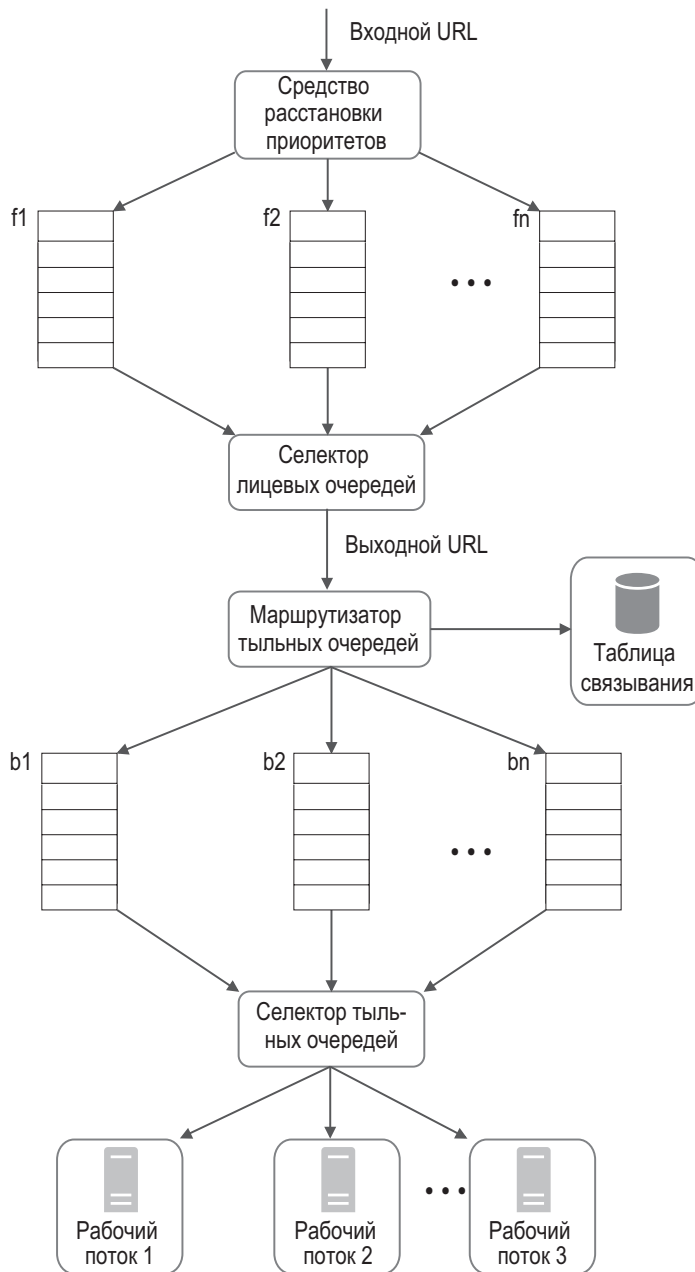 Входной URL
Средство
расстановки
приоритетов
f1
f2
fn
Селектор
лицевых очередей
Выходной URL
Маршрутизатор
тыльных очередей
Таблица
связывания
b1
b2
bn
Селектор тыль-
ных очередей
Рабочий
поток 1
Рабочий
поток 2
Рабочий
поток 3